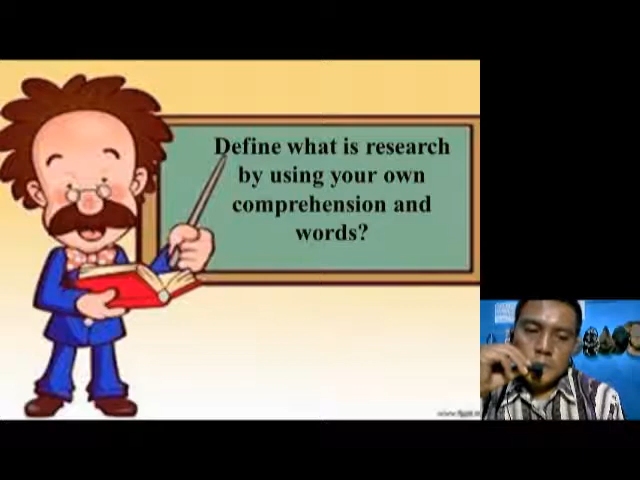 Define what is research
by using your own
comprehension and
words?